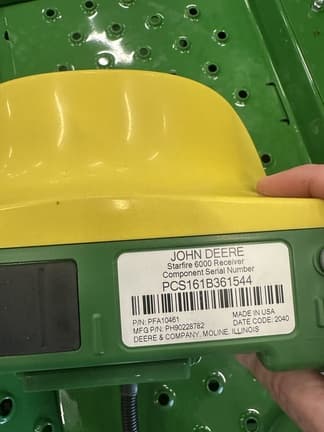 JOHN DEERE
Starfire 6000 Receiver
Component Serial Number
PCS161B361544
P/N: PFA10461 MADE IN USA
MFG P/N: PH90228782 DATE CODE: 2040
DEERE & COMPANY, MOLINE, ILLINOIS